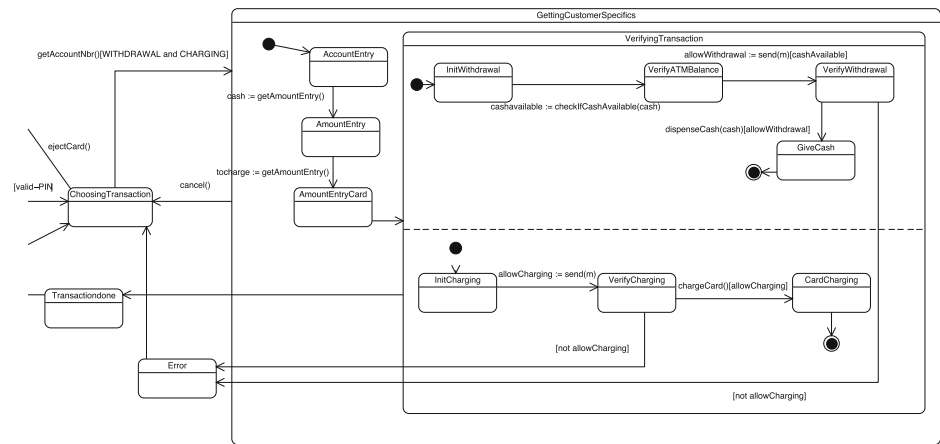 GettingCustomerSpecifics
VerifyingTransaction
getAccountNbr()[WITHDRAWAL and CHARGING]
AccountEntry
allowWithdrawal := send(m)[cashAvailable]
InitWithdrawal
VerifyATMBalance
VerifyWithdrawal
cash := getAmountEntry()
cashavailable := checkIfCashAvailable(cash)
AmountEntry
dispenseCash(cash)[allowWithdrawal]
ejectCard()
GiveCash
tocharge := getAmountEntry()
[valid-PIN]
cancel()
ChoosingTransaction
AmountEntryCard
InitCharging
allowCharging := send(m)
VerifyCharging
chargeCard()[allowCharging]
CardCharging
Transactiondone
[not allowCharging]
Error
[not allowCharging]